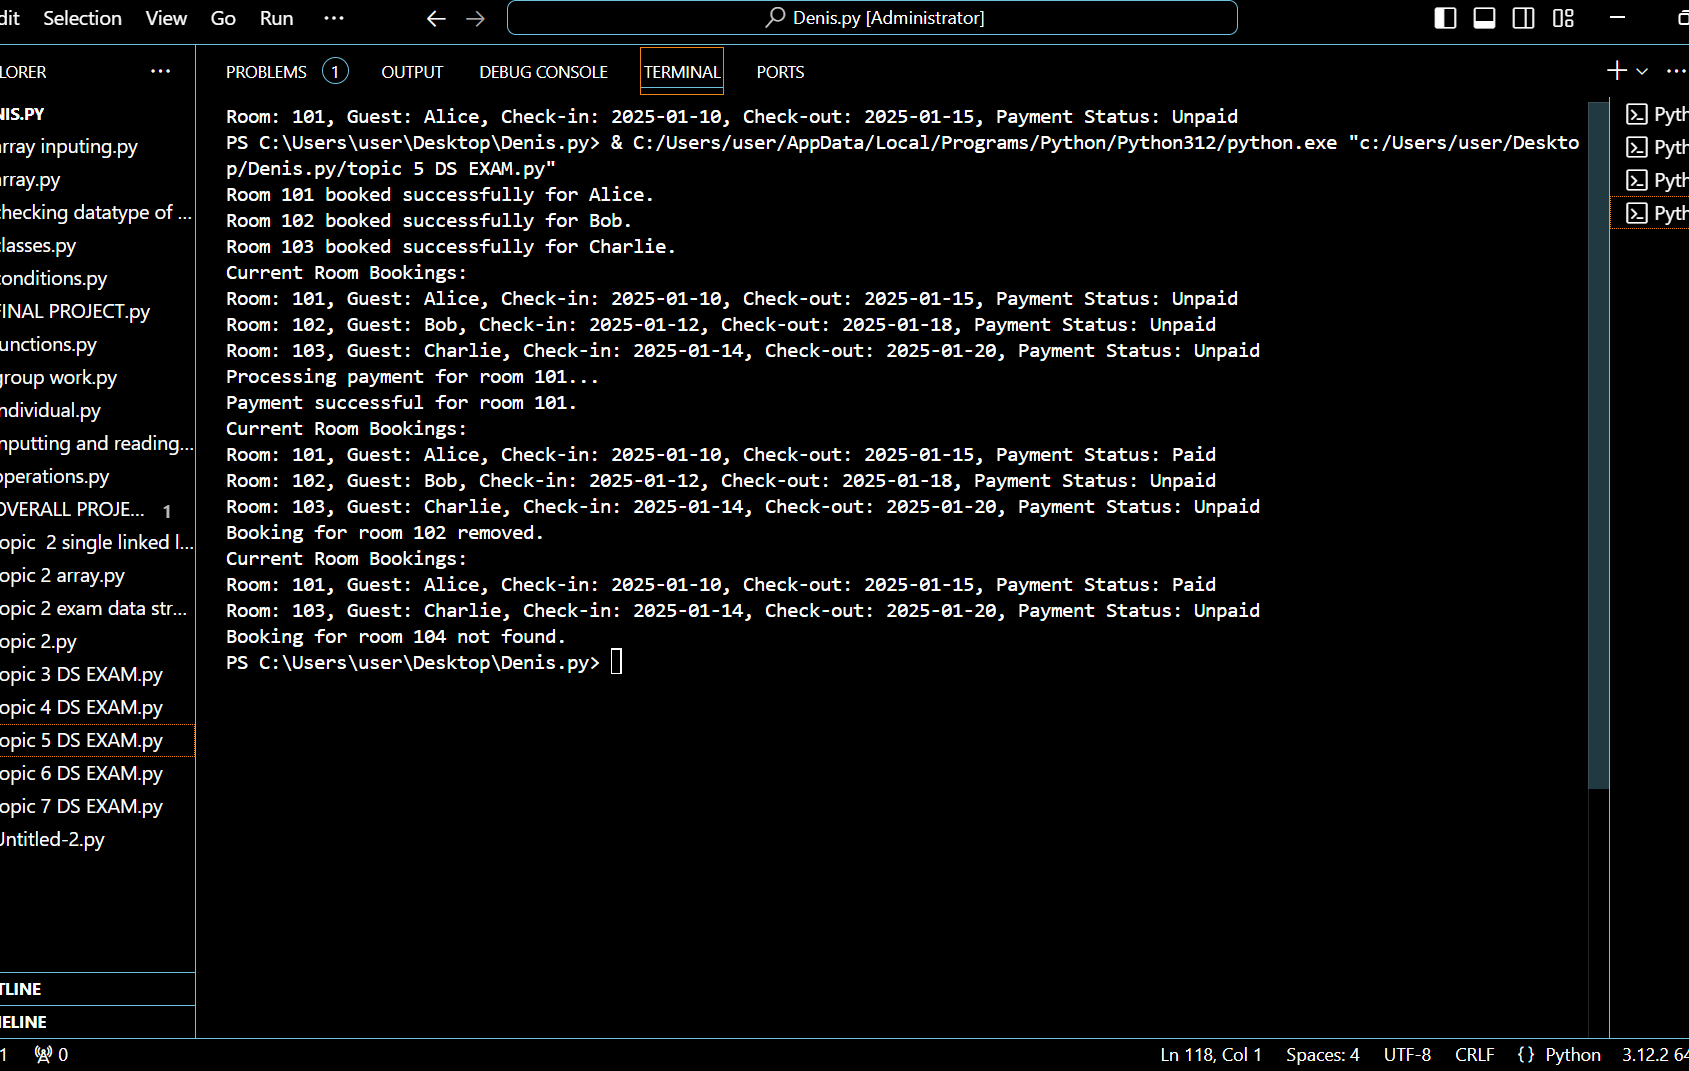 dit Selection View Go Run ··· Denis.py [Administrator]
LORER ···
NIS.PY
rray inputing.py
rray.py
hecking datatype of ...
lasses.py
onditions.py
FINAL PROJECT.py
unctions.py
group work.py
ndividual.py
nputting and reading...
operations.py
OVERALL PROJE... 1
opic  2 single linked l...
opic 2 array.py
opic 2 exam data str...
opic 2.py
opic 3 DS EXAM.py
opic 4 DS EXAM.py
opic 5 DS EXAM.py
opic 6 DS EXAM.py
opic 7 DS EXAM.py
Untitled-2.py
TLINE
IELINE
PROBLEMS 1 OUTPUT DEBUG CONSOLE TERMINAL PORTS
Room: 101, Guest: Alice, Check-in: 2025-01-10, Check-out: 2025-01-15, Payment Status: Unpaid
PS C:\Users\user\Desktop\Denis.py> & C:/Users/user/AppData/Local/Programs/Python/Python312/python.exe "c:/Users/user/Deskto
p/Denis.py/topic 5 DS EXAM.py"
Room 101 booked successfully for Alice.
Room 102 booked successfully for Bob.
Room 103 booked successfully for Charlie.
Current Room Bookings:
Room: 101, Guest: Alice, Check-in: 2025-01-10, Check-out: 2025-01-15, Payment Status: Unpaid
Room: 102, Guest: Bob, Check-in: 2025-01-12, Check-out: 2025-01-18, Payment Status: Unpaid
Room: 103, Guest: Charlie, Check-in: 2025-01-14, Check-out: 2025-01-20, Payment Status: Unpaid
Processing payment for room 101...
Payment successful for room 101.
Current Room Bookings:
Room: 101, Guest: Alice, Check-in: 2025-01-10, Check-out: 2025-01-15, Payment Status: Paid
Room: 102, Guest: Bob, Check-in: 2025-01-12, Check-out: 2025-01-18, Payment Status: Unpaid
Room: 103, Guest: Charlie, Check-in: 2025-01-14, Check-out: 2025-01-20, Payment Status: Unpaid
Booking for room 102 removed.
Current Room Bookings:
Room: 101, Guest: Alice, Check-in: 2025-01-10, Check-out: 2025-01-15, Payment Status: Paid
Room: 103, Guest: Charlie, Check-in: 2025-01-14, Check-out: 2025-01-20, Payment Status: Unpaid
Booking for room 104 not found.
PS C:\Users\user\Desktop\Denis.py>
Pyth
Pyth
Pyth
Pyth
1 0 Ln 118, Col 1 Spaces: 4 UTF-8 CRLF {} Python 3.12.2 64